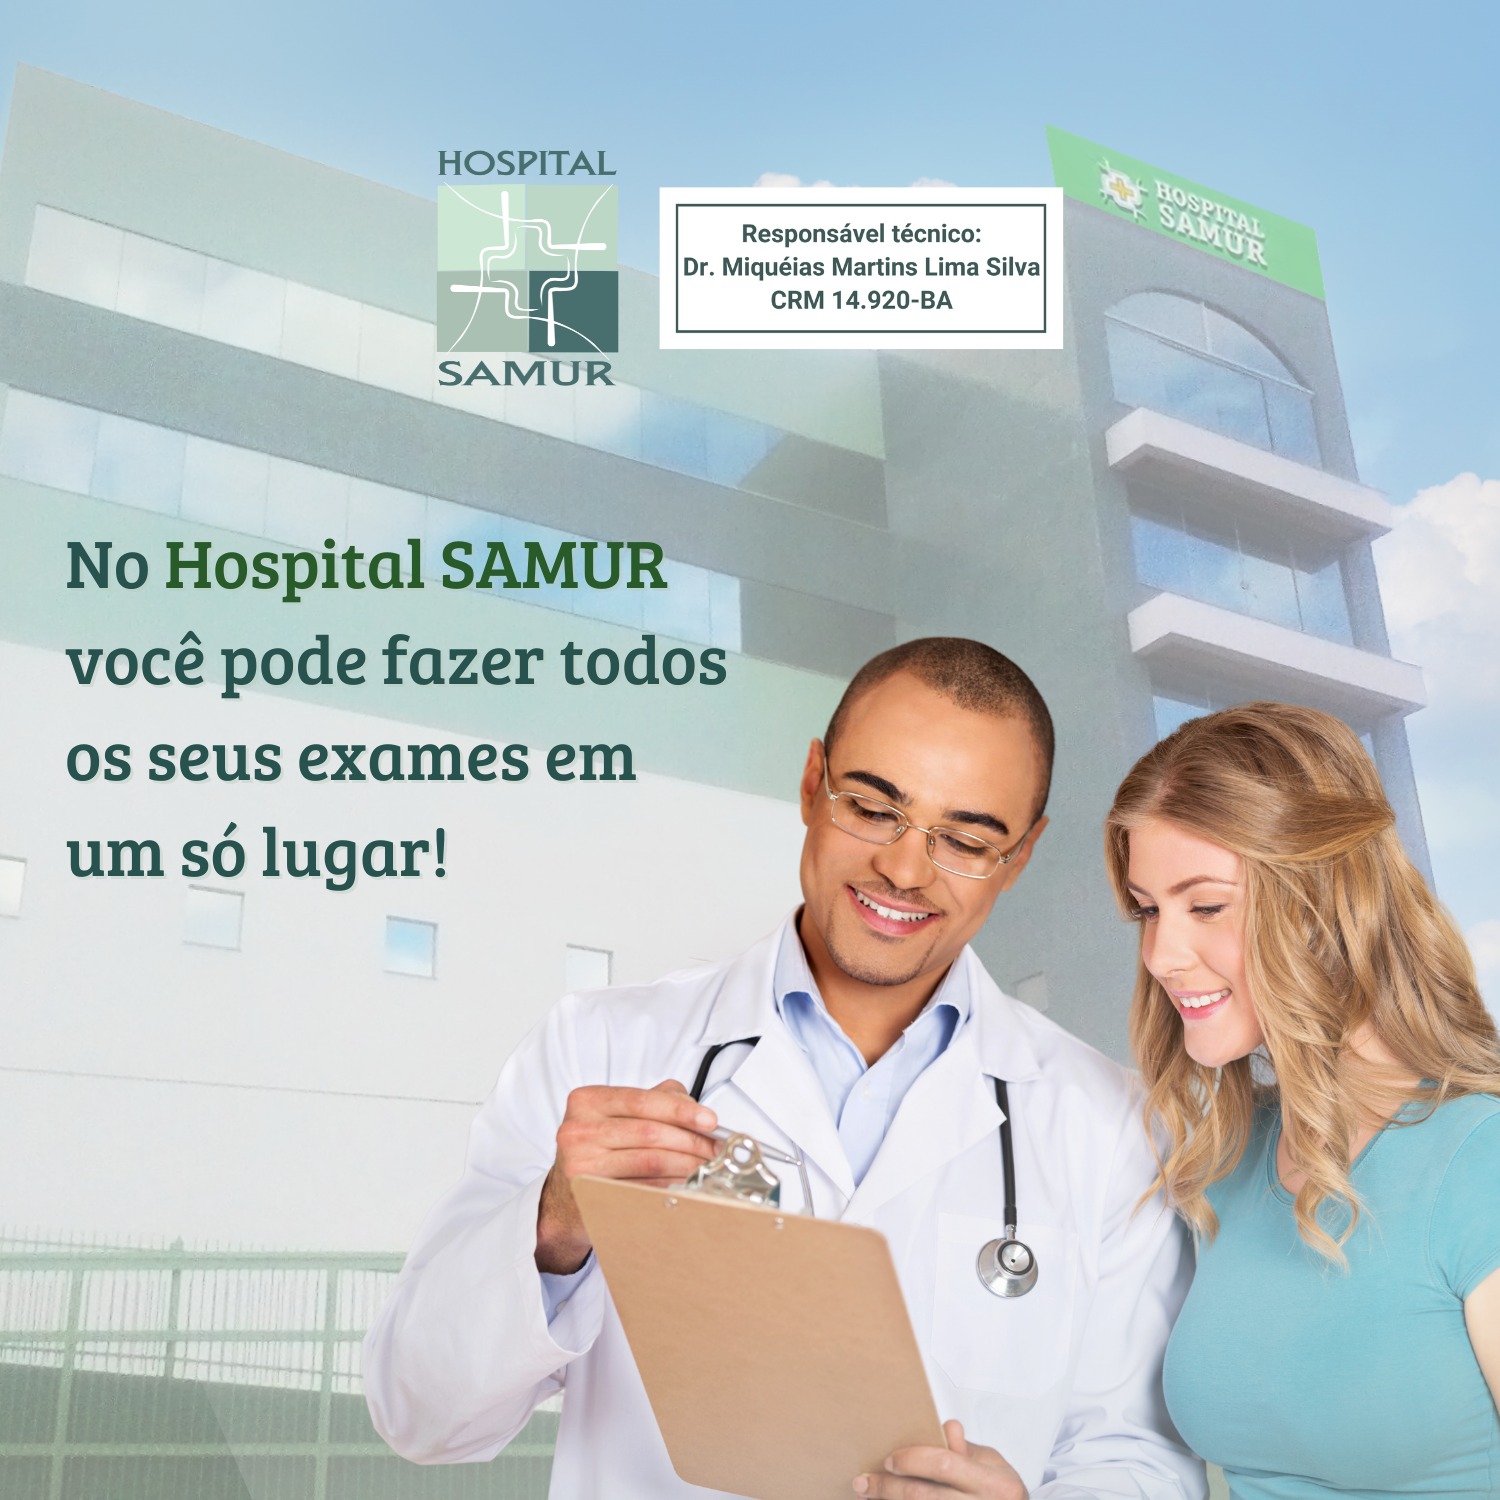 HOSPITAL
SAMUR
Responsável técnico:
Dr. Miquéias Martins Lima Silva
CRM 14.920-BA
HOSPITAL
SAMUR
No Hospital SAMUR
você pode fazer todos
os seus exames em
um só lugar!